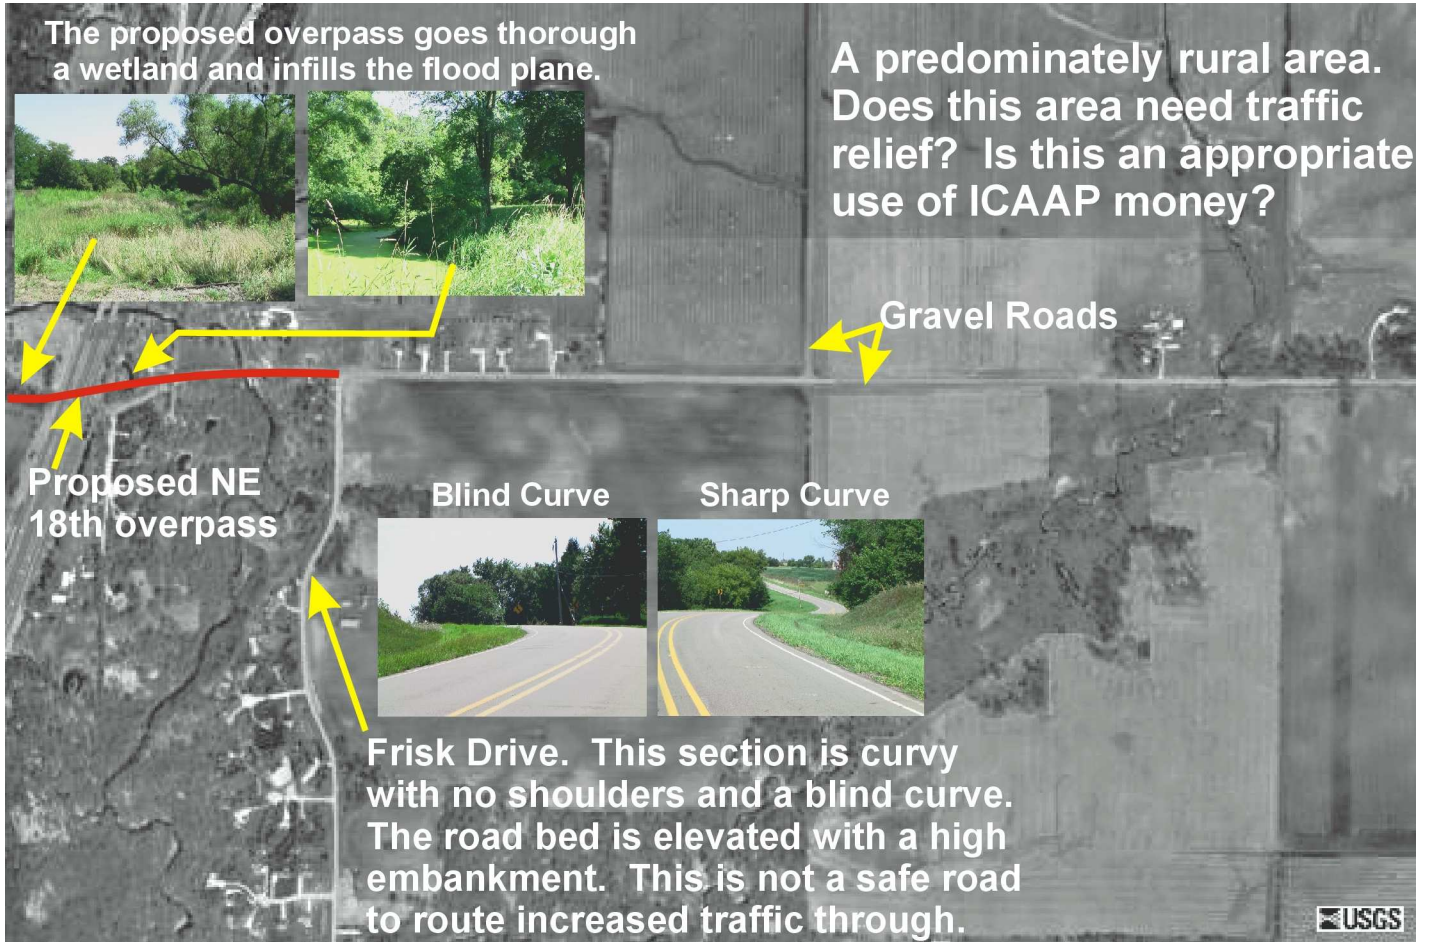 The proposed overpass goes thorough
a wetland and infills the flood plane.
A predominately rural area.
Does this area need traffic
relief?  Is this an appropriate
use of ICAAP money?
Gravel Roads
Proposed NE
18th overpass
Blind Curve
Sharp Curve
Frisk Drive.  This section is curvy
with no shoulders and a blind curve.
The road bed is elevated with a high
embankment.  This is not a safe road
to route increased traffic through.
USGS